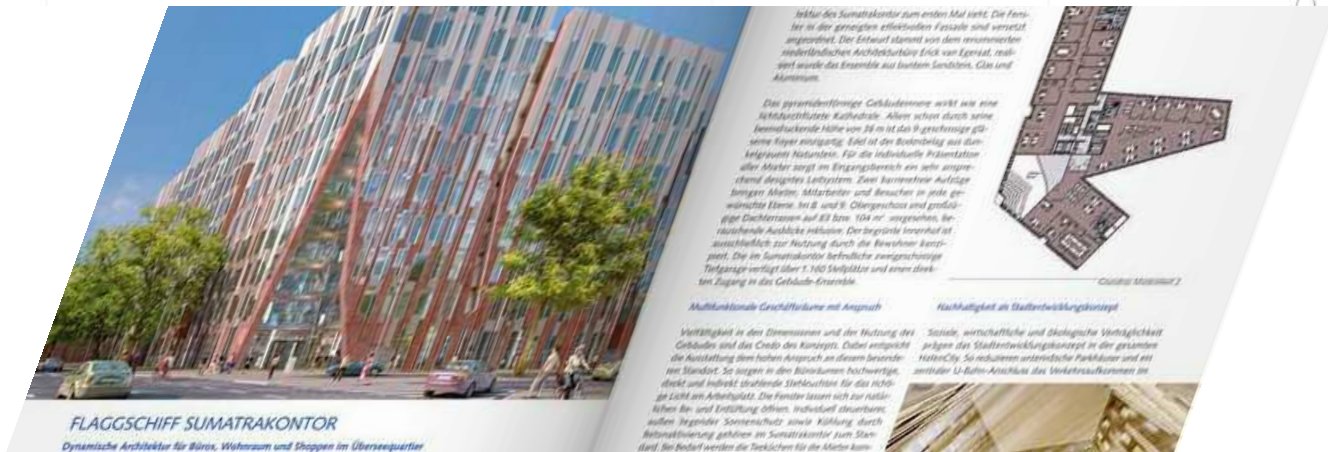 FLAGGSCHIFF SUMATRAKONTOR
Dynamische Architektur für Büros, Wohnraum und Shoppen im Überseequartier
tektur des Sumatrakontor zum ersten Mal sieht. Die Fens-
ter in der geneigten effektvollen Fassade sind versetzt
angeordnet. Der Entwurf stammt von dem renommierten
niederländischen Architekturbüro Erick van Egeraat, reali-
siert wurde das Ensemble aus buntem Sandstein, Glas und
Aluminium.
Das pyramidenförmige Gebäudeinnere wirkt wie eine
lichtdurchflutete Kathedrale. Allein schon durch seine
beeindruckende Höhe von 36 m ist das 9-geschossige glä-
serne Foyer einzigartig. Edel ist der Bodenbelag aus dun-
kelgrauem Naturstein. Für die individuelle Präsentation
aller Mieter sorgt im Eingangsbereich ein sehr anspre-
chend designtes Leitsystem. Zwei barrierefreie Aufzüge
bringen Mieter, Mitarbeiter und Besucher in jede ge-
wünschte Ebene. Im 8. und 9. Obergeschoss sind großzü-
gige Dachterrassen auf 83 bzw. 104 m² vorgesehen, be-
rauschende Ausblicke inklusive. Der begrünte Innenhof ist
ausschließlich zur Nutzung durch die Bewohner konzi-
piert. Die im Sumatrakontor befindliche zweigeschossige
Tiefgarage verfügt über 1.100 Stellplätze und einen direk-
ten Zugang in das Gebäude-Ensemble.
Multifunktionale Geschäftsräume mit Anspruch
Vielfältigkeit in den Dimensionen und der Nutzung des
Gebäudes sind das Credo des Konzepts. Dabei entspricht
die Ausstattung dem hohen Anspruch an diesem besonde-
ren Standort. So sorgen in den Büroräumen hochwertige,
direkt und indirekt strahlende Stehleuchten für das richti-
ge Licht am Arbeitsplatz. Die Fenster lassen sich zur natür-
lichen Be- und Entlüftung öffnen. Individuell steuerbarer,
außen liegender Sonnenschutz sowie Kühlung durch
Betonaktivierung gehören im Sumatrakontor zum Stan-
dard. Bei Bedarf werden die Teeküchen für die Mieter kom-
Grundriss Mieteinheit 2
Nachhaltigkeit als Stadtentwicklungskonzept
Soziale, wirtschaftliche und ökologische Verträglichkeit
prägen das Stadtentwicklungskonzept in der gesamten
HafenCity. So reduzieren unterirdische Parkhäuser und ein
zentraler U-Bahn-Anschluss das Verkehrsaufkommen im